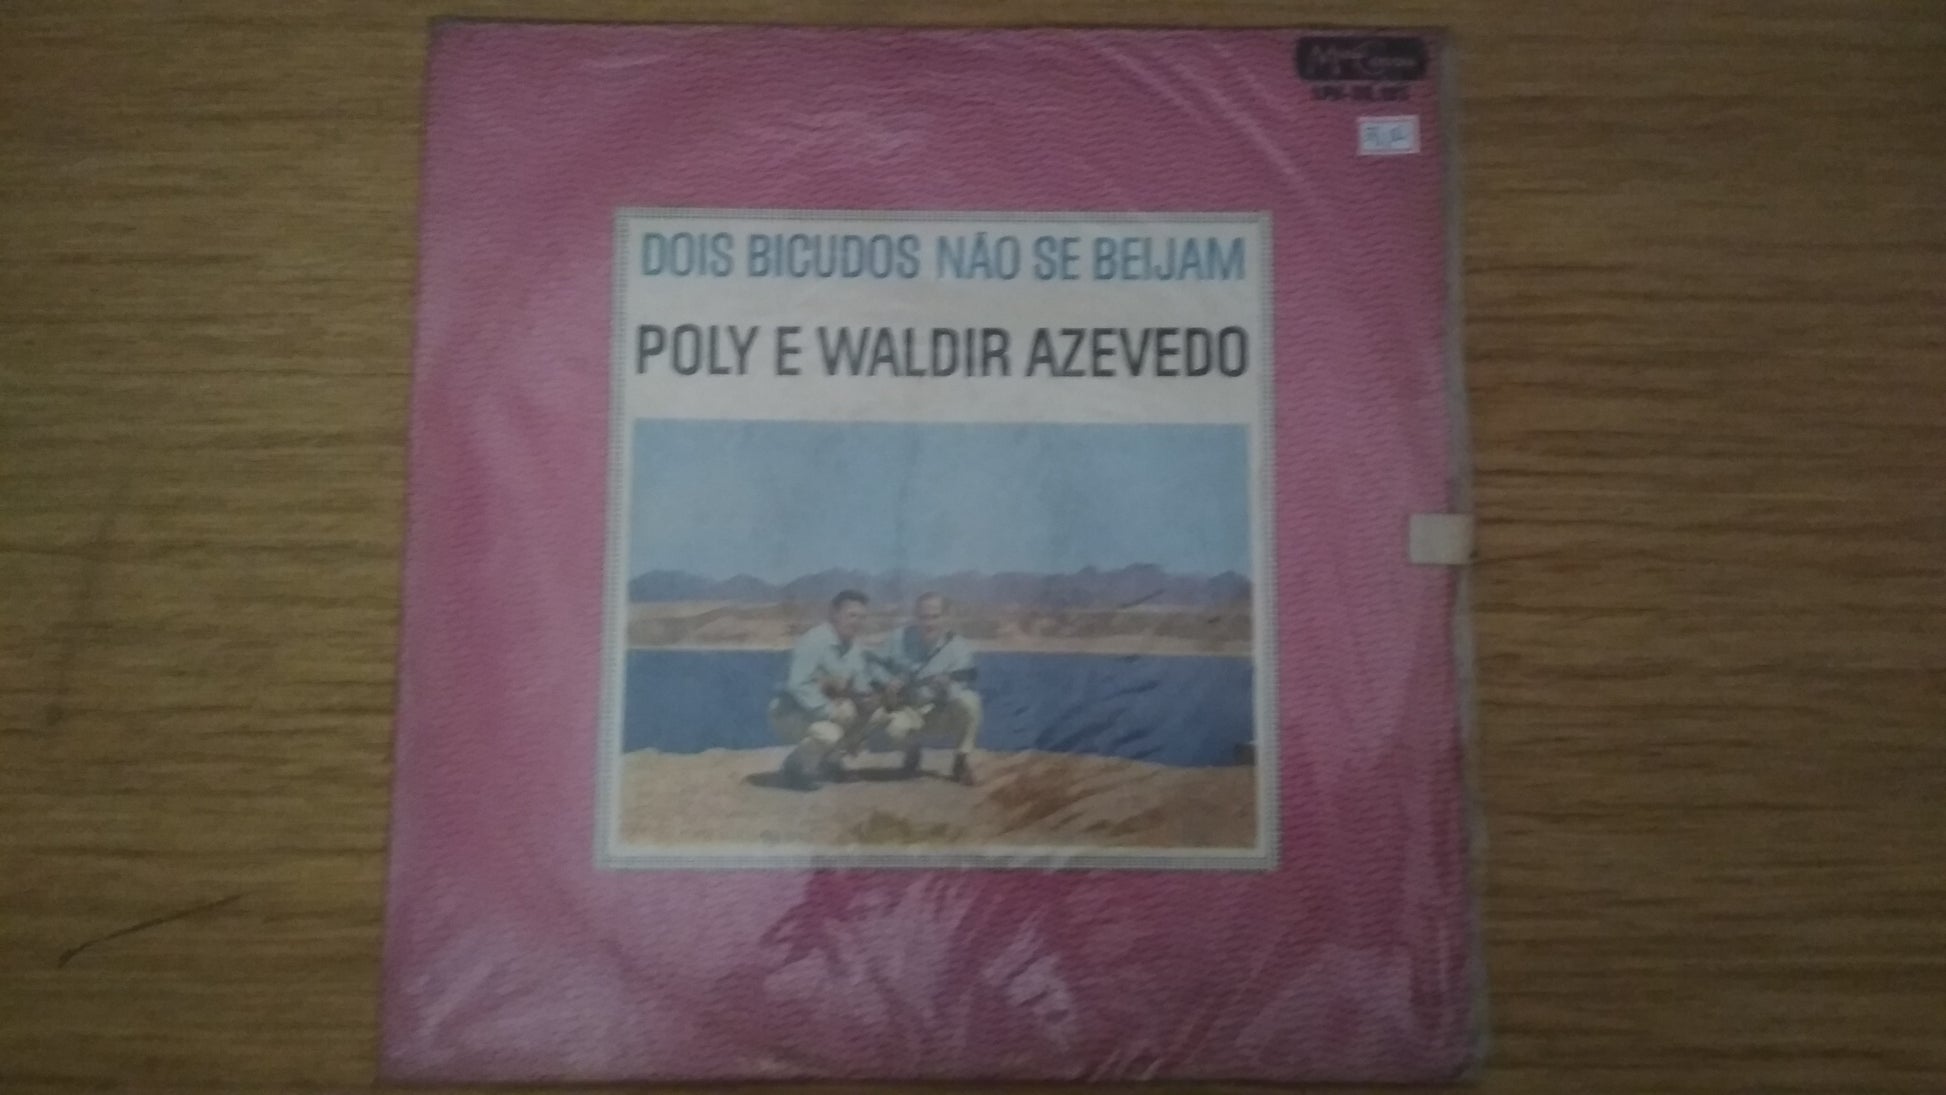 DOIS BICUDOS NÃO SE BEIJAM
POLY E WALDIR AZEVEDO